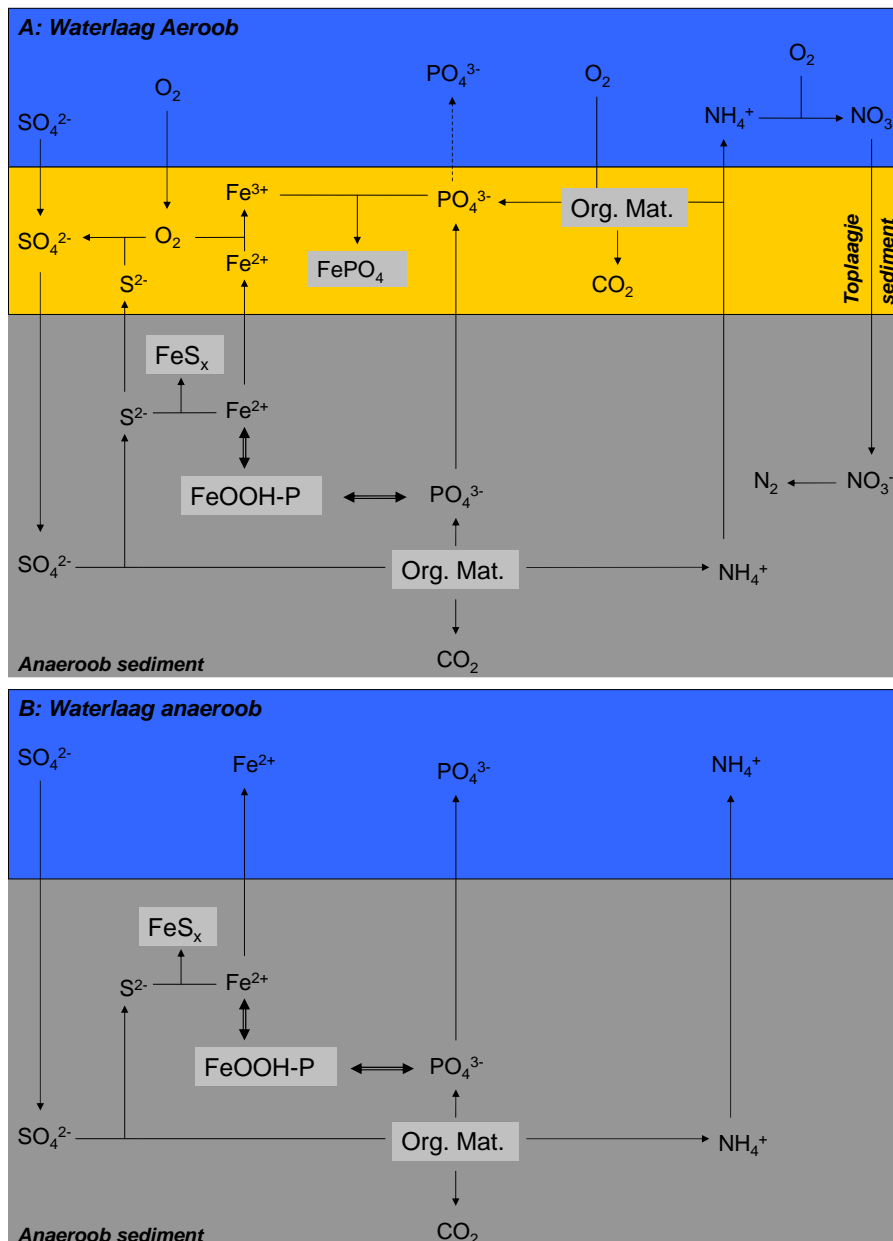 A: Waterlaag Aeroob
O₂
PO₄³⁻
O₂
O₂
SO₄²⁻
NH₄⁺
NO₃
Fe³⁺
PO₄³⁻
Org. Mat.
SO₄²⁻
O₂
Fe²⁺
FePO₄
S²⁻
CO₂
Toplaagje
sediment
FeSₓ
S²⁻
Fe²⁺
FeOOH-P
PO₄³⁻
N₂
NO₃⁻
SO₄²⁻
Org. Mat.
NH₄⁺
CO₂
Anaeroob sediment
B: Waterlaag anaeroob
SO₄²⁻
Fe²⁺
PO₄³⁻
NH₄⁺
FeSₓ
S²⁻
Fe²⁺
FeOOH-P
PO₄³⁻
SO₄²⁻
Org. Mat.
NH₄⁺
CO₂
Anaeroob sediment